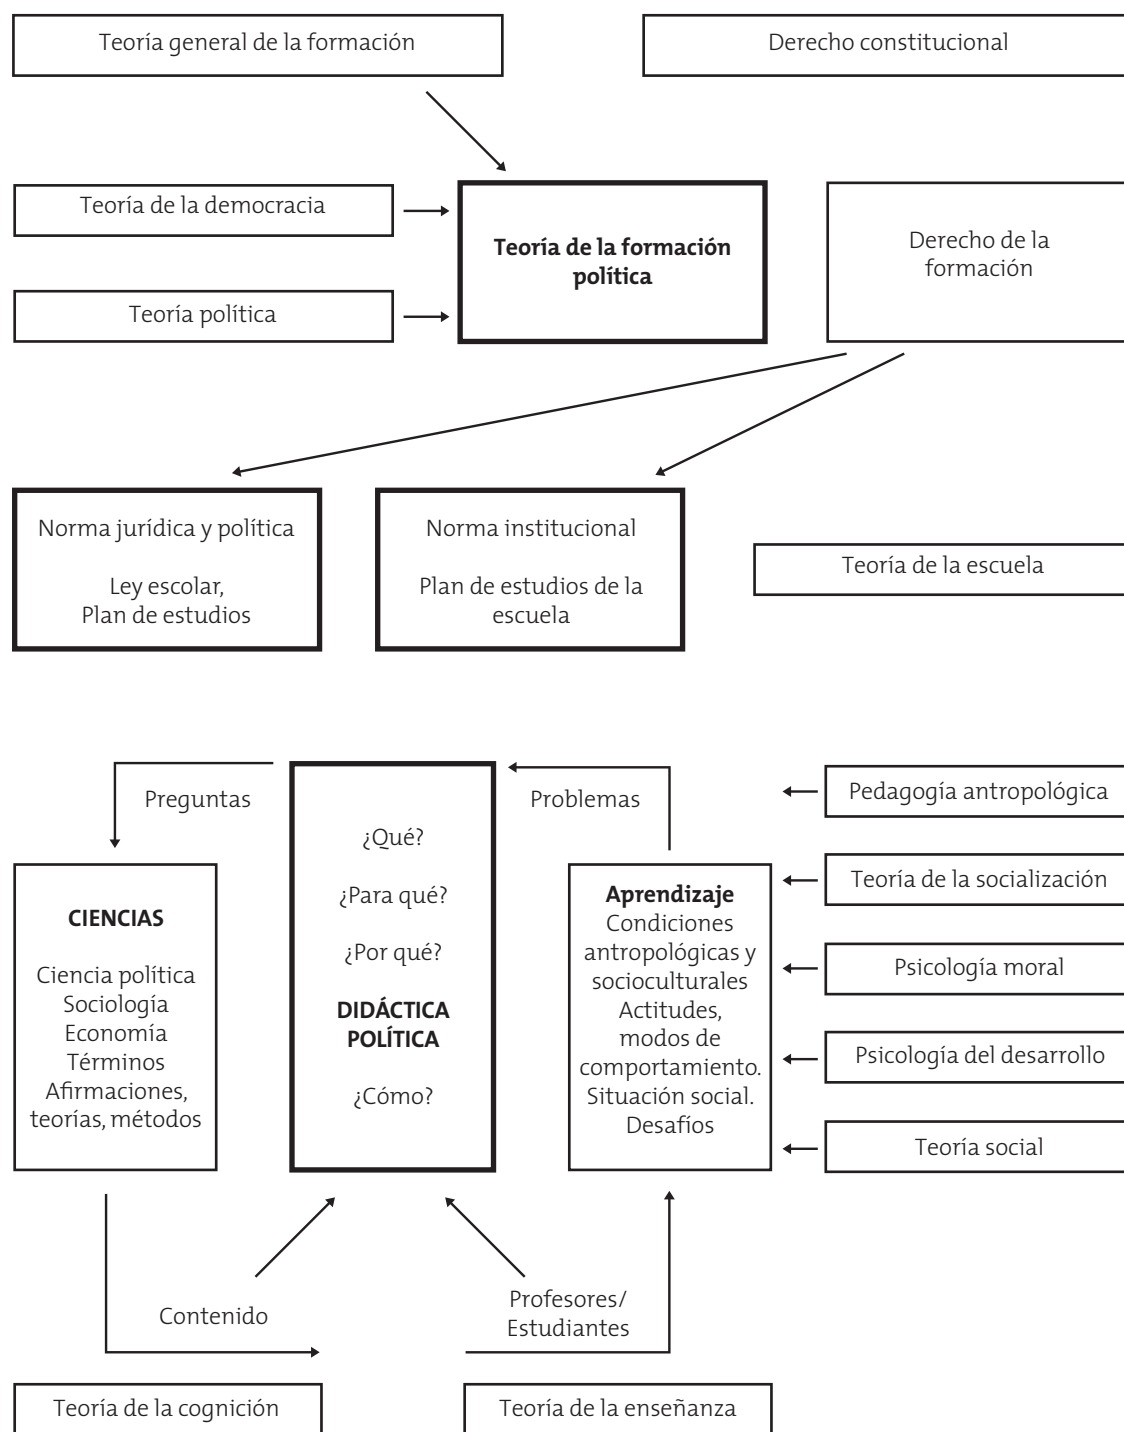 Teoría general de la formación
Derecho constitucional
Teoría de la democracia
Teoría política
Teoría de la formación
política
Derecho de la
formación
Norma jurídica y política
Ley escolar,
Plan de estudios
Norma institucional
Plan de estudios de la
escuela
Teoría de la escuela
Preguntas
Problemas
CIENCIAS
Ciencia política
Sociología
Economía
Términos
Afirmaciones,
teorías, métodos
¿Qué?
¿Para qué?
¿Por qué?
DIDÁCTICA
POLÍTICA
¿Cómo?
Aprendizaje
Condiciones
antropológicas y
socioculturales
Actitudes,
modos de
comportamiento.
Situación social.
Desafíos
Pedagogía antropológica
Teoría de la socialización
Psicología moral
Psicología del desarrollo
Teoría social
Contenido
Profesores/
Estudiantes
Teoría de la cognición
Teoría de la enseñanza